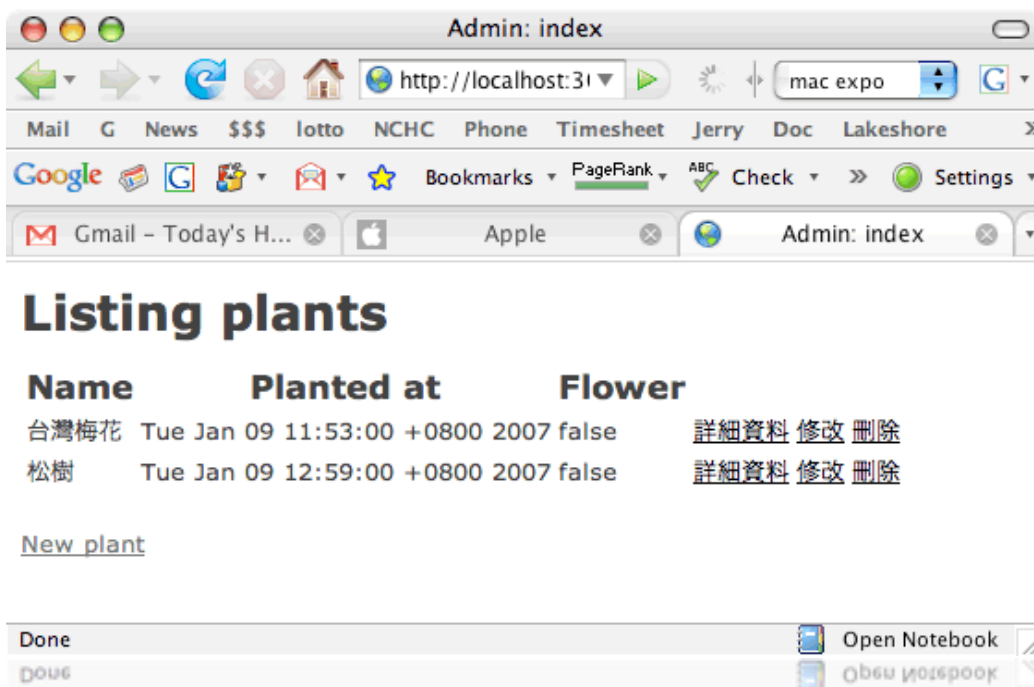 Admin: index
http://localhost:3
mac expo
G
Mail G News $$$ lotto NCHC Phone Timesheet Jerry Doc Lakeshore
Google G Bookmarks PageRank ABC Check » Settings
Gmail – Today's H... Apple Admin: index
Listing plants
Name Planted at Flower
台灣梅花 Tue Jan 09 11:53:00 +0800 2007 false 詳細資料 修改 刪除
松樹 Tue Jan 09 12:59:00 +0800 2007 false 詳細資料 修改 刪除
New plant
Done Open Notebook
Done Open Notebook